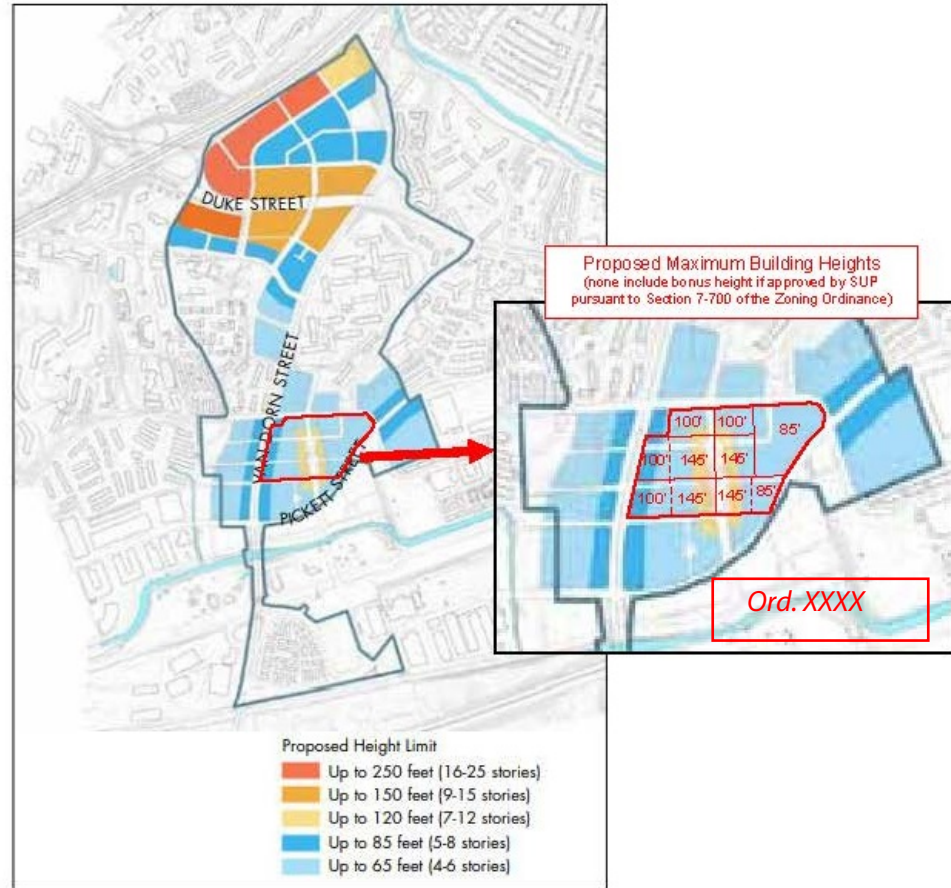 DUKE STREET
VAN DORN STREET
PICKETT STREET
Proposed Maximum Building Heights
(none include bonus height if approved by SUP
pursuant to Section 7-700 of the Zoning Ordinance)
100' 100' 85'
100' 145' 145'
100' 145' 145' 85'
Ord. XXXX
Proposed Height Limit
Up to 250 feet (16-25 stories)
Up to 150 feet (9-15 stories)
Up to 120 feet (7-12 stories)
Up to 85 feet (5-8 stories)
Up to 65 feet (4-6 stories)